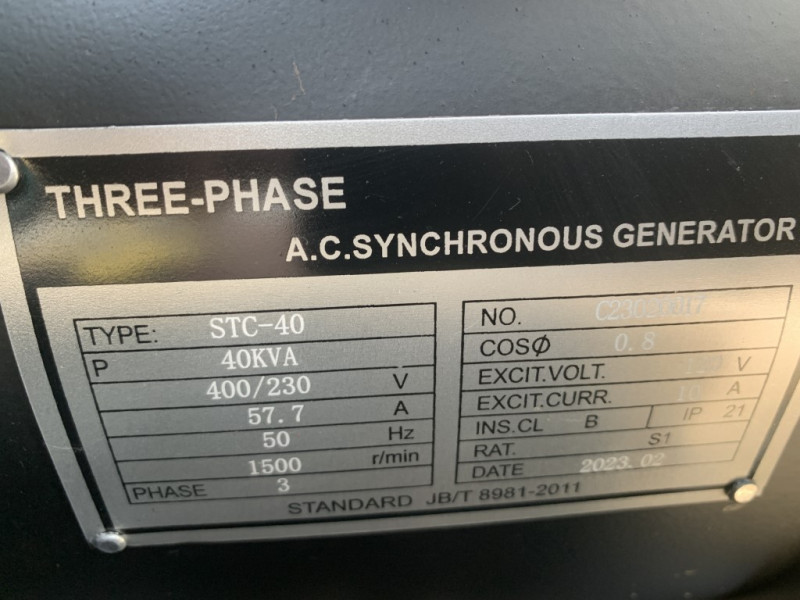 THREE-PHASE
A.C.SYNCHRONOUS GENERATOR
TYPE: STC-40
P 40KVA
400/230 V
57.7 A
50 Hz
1500 r/min
PHASE 3
NO.
COSϕ 0.8
EXCIT.VOLT. V
EXCIT.CURR. A
INS.CL B IP 21
RAT. S1
DATE 2023.02
STANDARD JB/T 8981-2011